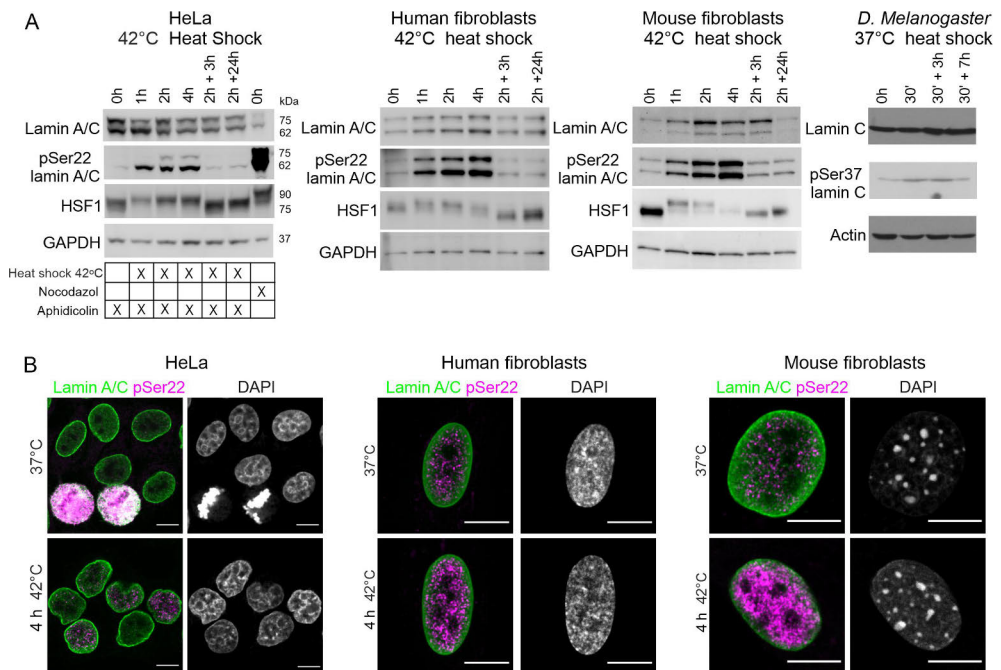 A
HeLa
42°C Heat Shock
0h 1h 2h 4h 2h + 3h 2h +24h 0h
kDa
Lamin A/C 75
62
pSer22 75
lamin A/C 62
HSF1 90
75
GAPDH 37
Heat shock 42°C X X X X X
Nocodazol X
Aphidicolin X X X X X X
Human fibroblasts
42°C heat shock
0h 1h 2h 4h 2h + 3h 2h +24h
Lamin A/C
pSer22
lamin A/C
HSF1
GAPDH
Mouse fibroblasts
42°C heat shock
0h 1h 2h 4h 2h + 3h 2h +24h
Lamin A/C
pSer22
lamin A/C
HSF1
GAPDH
D. Melanogaster
37°C heat shock
0h 30' 30' + 3h 30' + 7h
Lamin C
pSer37
lamin C
Actin
B
HeLa
Lamin A/C pSer22 DAPI
37°C
4 h 42°C
Human fibroblasts
Lamin A/C pSer22 DAPI
37°C
4 h 42°C
Mouse fibroblasts
Lamin A/C pSer22 DAPI
37°C
4 h 42°C